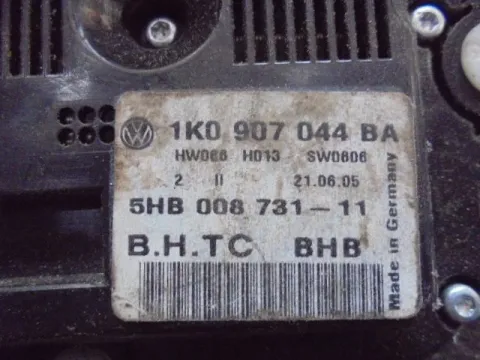 1K0 907 044 BA
HW066 H013 SW0606
2 II 21.06.05
5HB 008 731-11
B.H.TC BHB
Made in Germany